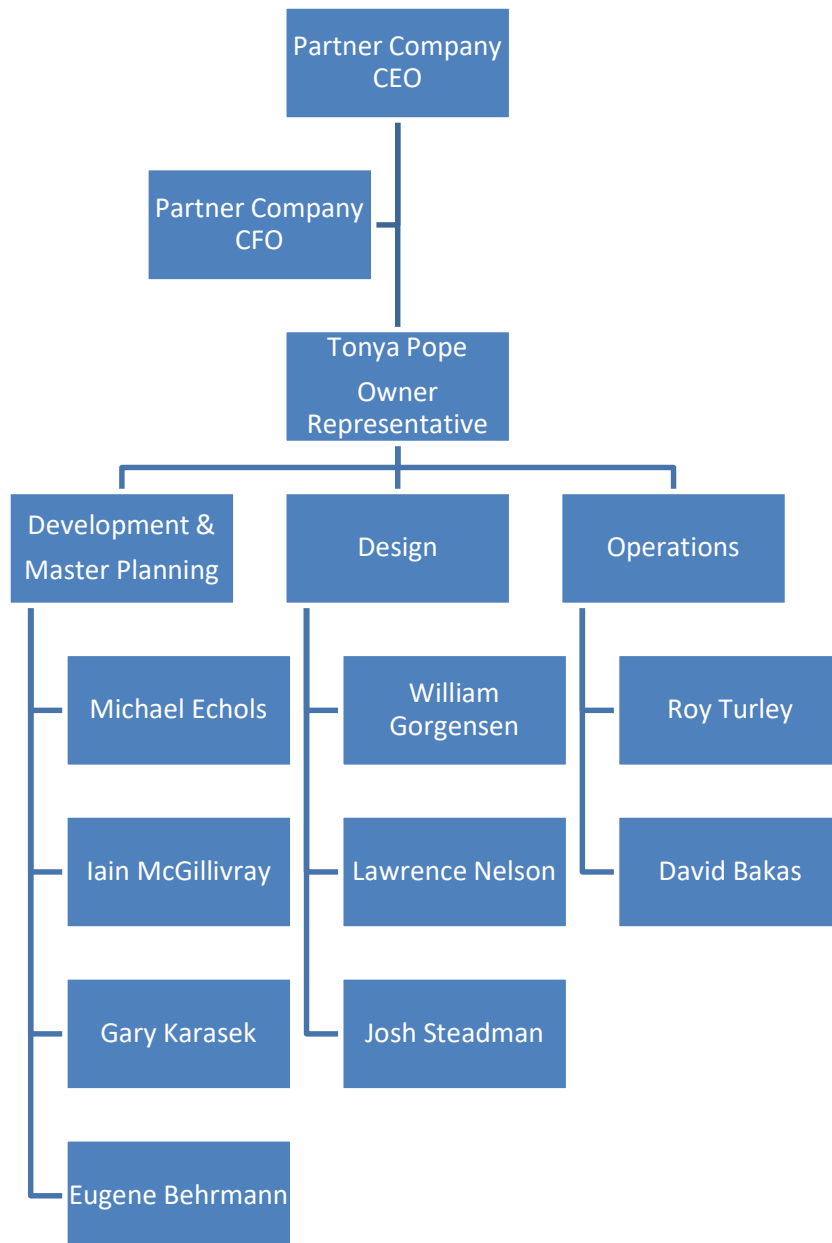 Partner Company
CEO
Partner Company
CFO
Tonya Pope
Owner
Representative
Development &
Master Planning
Design
Operations
Michael Echols
Iain McGillivray
Gary Karasek
Eugene Behrmann
William
Gorgensen
Lawrence Nelson
Josh Steadman
Roy Turley
David Bakas